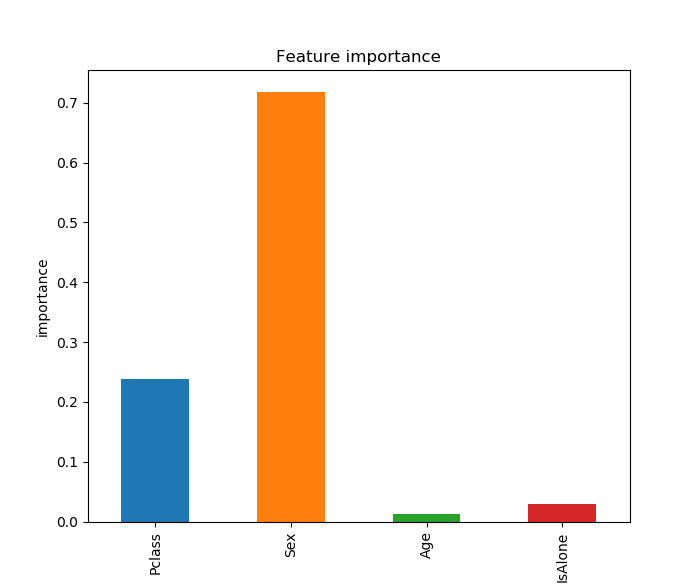 Feature importance
0.7
0.6
0.5
0.4
0.3
0.2
0.1
0.0
importance
Pclass
Sex
Age
IsAlone